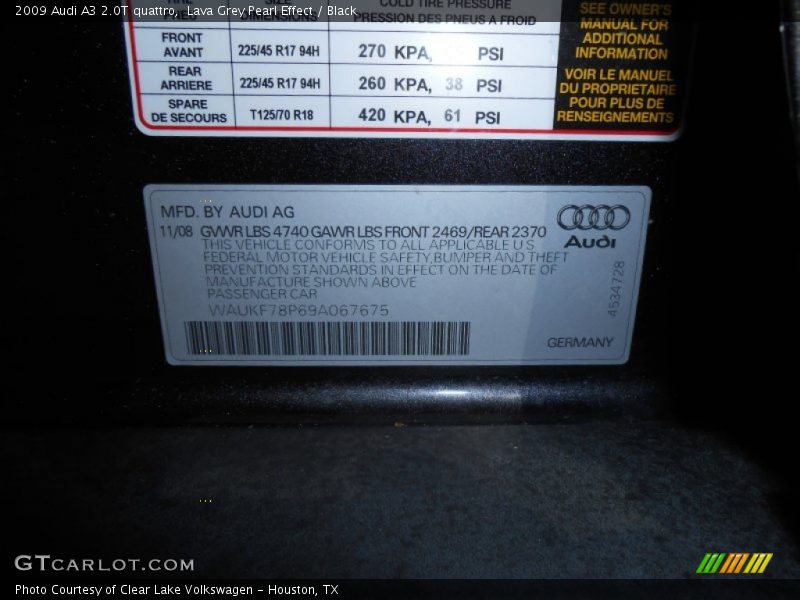 2009 Audi A3 2.0T quattro, Lava Grey Pearl Effect / Black
SIZE
COLD TIRE PRESSURE
DIMENSIONS
PRESSION DES PNEUS A FROID
FRONT
AVANT
225/45 R17 94H
270 KPA, PSI
REAR
ARRIERE
225/45 R17 94H
260 KPA, 38 PSI
SPARE
DE SECOURS
T125/70 R18
420 KPA, 61 PSI
SEE OWNER'S
MANUAL FOR
ADDITIONAL
INFORMATION
VOIR LE MANUEL
DU PROPRIETAIRE
POUR PLUS DE
RENSEIGNEMENTS
MFD. BY AUDI AG
11/08 GVWR LBS 4740 GAWR LBS FRONT 2469/REAR 2370
THIS VEHICLE CONFORMS TO ALL APPLICABLE U S
FEDERAL MOTOR VEHICLE SAFETY,BUMPER AND THEFT
PREVENTION STANDARDS IN EFFECT ON THE DATE OF
MANUFACTURE SHOWN ABOVE
PASSENGER CAR
WAUKF78P69A067675
Audi
4534728
GERMANY
GTCARLOT.COM
Photo Courtesy of Clear Lake Volkswagen - Houston, TX